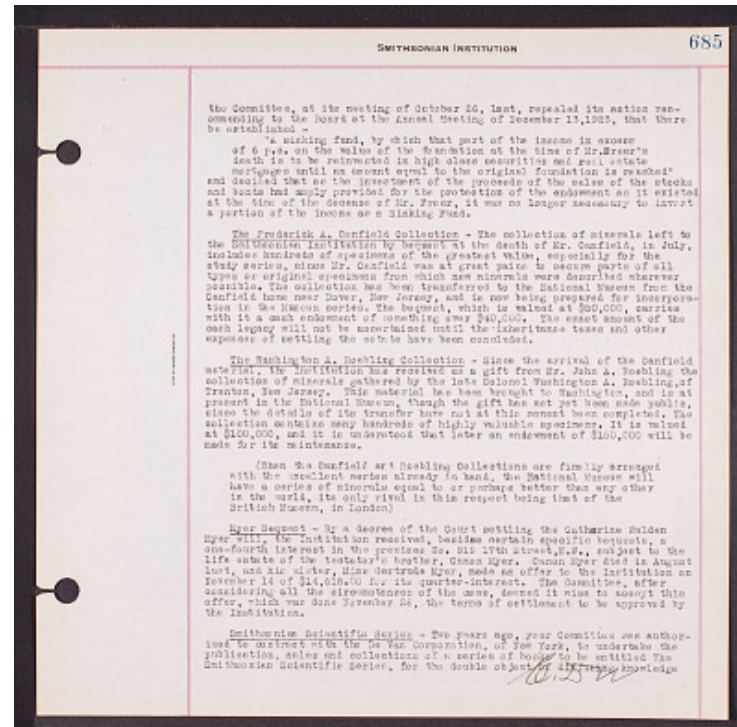 SMITHSONIAN INSTITUTION
685
the Committee, at its meeting of October 26, last, repealed its action rec-
ommending to the Board at the Annual Meeting of December 13,1923, that there
be established -
"A sinking fund, by which that part of the income in excess
of 6 p.c. on the value of the foundation at the time of Mr.Freer's
death is to be reinvested in high class securities and real estate
mortgages until an amount equal to the original foundation is reached"
and decided that as the investment of the proceeds of the sales of the stocks
and bonds had amply provided for the protection of the endowment as it existed
at the time of the decease of Mr. Freer, it was no longer necessary to invest
a portion of the income as a Sinking Fund.
The Frederick A. Canfield Collection - The collection of minerals left to
the Smithsonian Institution by bequest at the death of Mr. Canfield, in July,
includes hundreds of specimens of the greatest value, especially for the
study series, since Mr. Canfield was at great pains to secure parts of all
types or original specimens from which new minerals were described wherever
possible. The collection has been transferred to the National Museum from the
Canfield home near Dover, New Jersey, and is now being prepared for incorpora-
tion in the Museum series. The bequest, which is valued at $50,000, carries
with it a cash endowment of something over $40,000. The exact amount of the
cash legacy will not be ascertained until the inheritance taxes and other
expenses of settling the estate have been concluded.
The Washington A. Roebling Collection - Since the arrival of the Canfield
material, the Institution has received as a gift from Mr. John A. Roebling the
collection of minerals gathered by the late Colonel Washington A. Roebling,of
Trenton, New Jersey. This material has been brought to Washington, and is at
present in the National Museum, though the gift has not yet been made public,
since the details of its transfer have not at this moment been completed. The
collection contains many hundreds of highly valuable specimens. It is valued
at $100,000, and it is understood that later an endowment of $150,000 will be
made for its maintenance.
(When the Canfield and Roebling Collections are finally arranged
with the excellent series already in hand, the National Museum will
have a series of minerals equal to or perhaps better than any other
in the world, its only rival in this respect being that of the
British Museum, in London)
Myer Bequest - By a decree of the Court settling the Catharine Walden
Myer will, the Institution received, besides certain specific bequests, a
one-fourth interest in the premises No. 919 17th Street,N.W., subject to the
life estate of the testator's brother, Canon Myer. Canon Myer died in August
last, and his sister, Miss Gertrude Myer, made an offer to the Institution on
November 14 of $14,618.50 for its quarter-interest. The Committee, after
considering all the circumstances of the case, deemed it wise to accept this
offer, which was done November 24, the terms of settlement to be approved by
the Institution.
Smithsonian Scientific Series - Two years ago, your Committee was author-
ized to contract with the De Van Corporation, of New York, to undertake the
publication, sales and collections of a series of books to be entitled The
Smithsonian Scientific Series, for the double object of diffusing knowledge